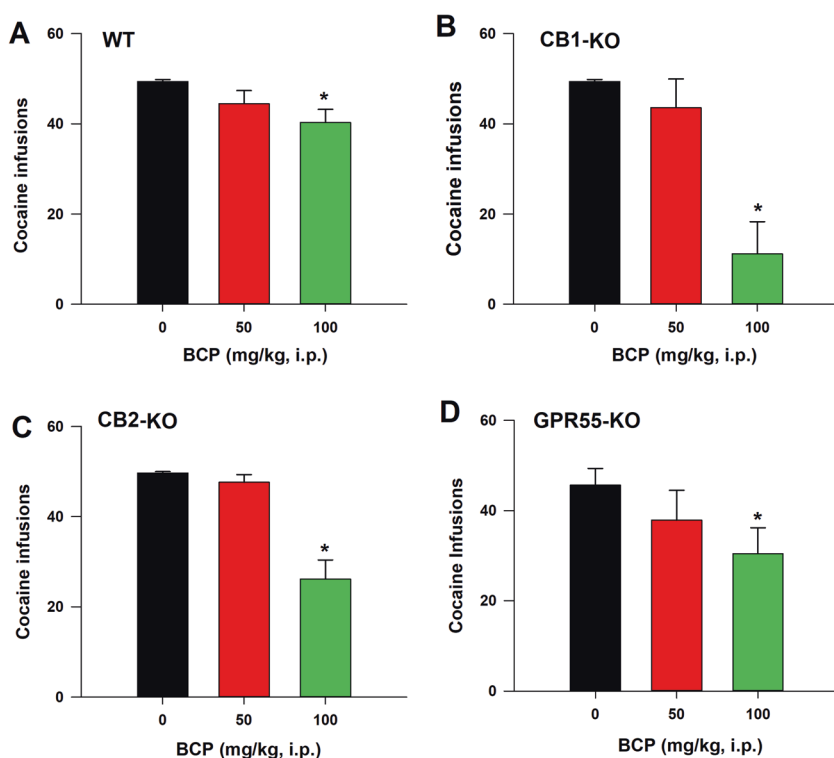 A
WT
60
40
20
0
Cocaine infusions
*
0 50 100
BCP (mg/kg, i.p.)
B
CB1-KO
60
40
20
0
Cocaine infusions
*
0 50 100
BCP (mg/kg, i.p.)
C
CB2-KO
60
40
20
0
Cocaine infusions
*
0 50 100
BCP (mg/kg, i.p.)
D
GPR55-KO
60
40
20
0
Cocaine Infusions
*
0 50 100
BCP (mg/kg, i.p.)